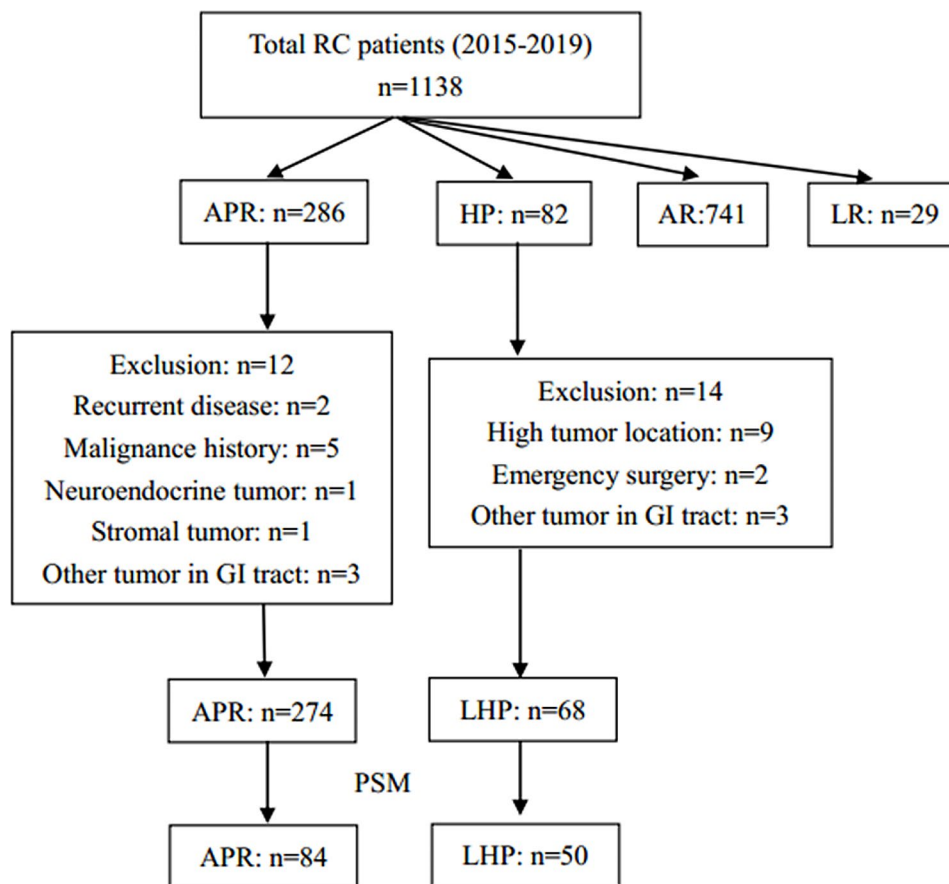 Total RC patients (2015-2019)
n=1138
APR: n=286
HP: n=82
AR:741
LR: n=29
Exclusion: n=12
Recurrent disease: n=2
Malignance history: n=5
Neuroendocrine tumor: n=1
Stromal tumor: n=1
Other tumor in GI tract: n=3
Exclusion: n=14
High tumor location: n=9
Emergency surgery: n=2
Other tumor in GI tract: n=3
APR: n=274
LHP: n=68
PSM
APR: n=84
LHP: n=50